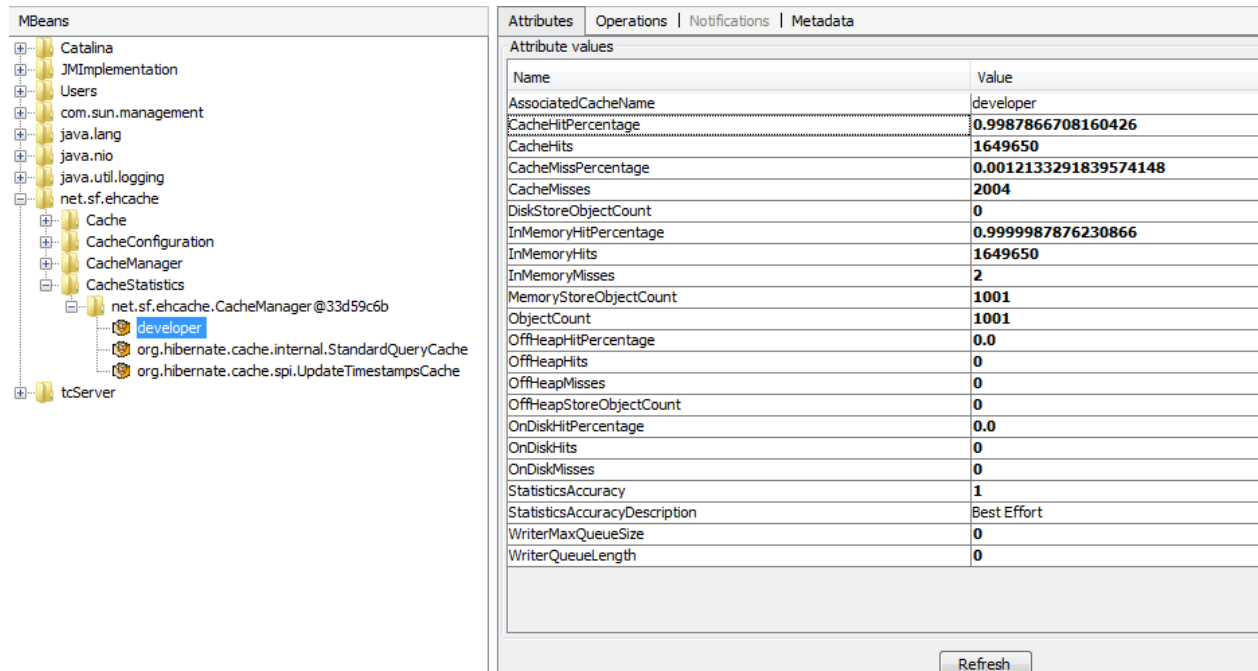 MBeans
Catalina
JMImplementation
Users
com.sun.management
java.lang
java.nio
java.util.logging
net.sf.ehcache
Cache
CacheConfiguration
CacheManager
CacheStatistics
net.sf.ehcache.CacheManager@33d59c6b
developer
org.hibernate.cache.internal.StandardQueryCache
org.hibernate.cache.spi.UpdateTimestampsCache
tcServer
Attributes Operations Notifications Metadata
Attribute values
Name Value
AssociatedCacheName developer
CacheHitPercentage 0.9987866708160426
CacheHits 1649650
CacheMissPercentage 0.0012133291839574148
CacheMisses 2004
DiskStoreObjectCount 0
InMemoryHitPercentage 0.9999987876230866
InMemoryHits 1649650
InMemoryMisses 2
MemoryStoreObjectCount 1001
ObjectCount 1001
OffHeapHitPercentage 0.0
OffHeapHits 0
OffHeapMisses 0
OffHeapStoreObjectCount 0
OnDiskHitPercentage 0.0
OnDiskHits 0
OnDiskMisses 0
StatisticsAccuracy 1
StatisticsAccuracyDescription Best Effort
WriterMaxQueueSize 0
WriterQueueLength 0
Refresh